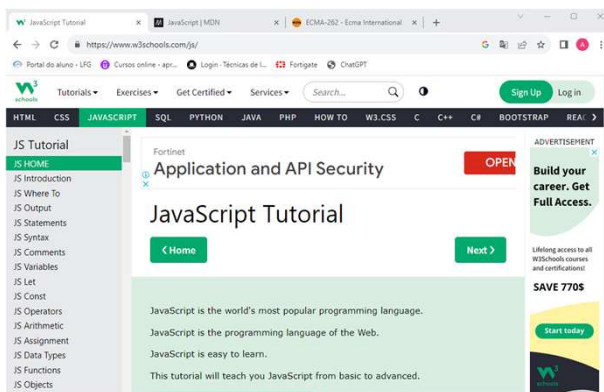 JavaScript Tutorial
JavaScript | MDN
ECMA-262 - Ecma International
https://www.w3schools.com/js/
Portal do aluno - LFG
Cursos online - apr...
Login · Técnicas de I...
Fortigate
ChatGPT
W3 schools
Tutorials
Exercises
Get Certified
Services
Search...
Sign Up
Log in
HTML CSS JAVASCRIPT SQL PYTHON JAVA PHP HOW TO W3.CSS C C++ C# BOOTSTRAP
JS Tutorial
JS HOME
JS Introduction
JS Where To
JS Output
JS Statements
JS Syntax
JS Comments
JS Variables
JS Let
JS Const
JS Operators
JS Arithmetic
JS Assignment
JS Data Types
JS Functions
JS Objects
Fortinet
Application and API Security
OPEN
JavaScript Tutorial
❮ Home
Next ❯
JavaScript is the world's most popular programming language.
JavaScript is the programming language of the Web.
JavaScript is easy to learn.
This tutorial will teach you JavaScript from basic to advanced.
ADVERTISEMENT
Build your
career. Get
Full Access.
Lifelong access to all
W3Schools courses
and certifications!
SAVE 770$
Start today
W3
schools